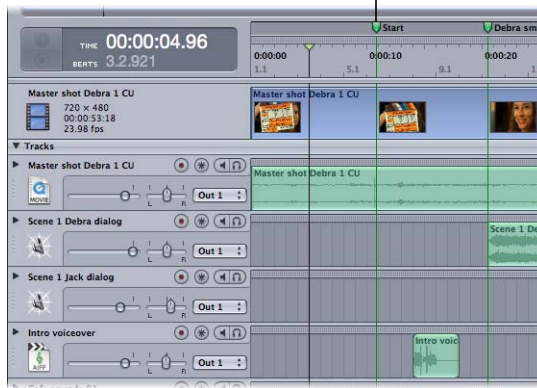 Start
Debra sm
TIME 00:00:04.96
BEATS 3.2.921
0:00:00
0:00:10
0:00:20
1.1
5.1
9.1
1
Master shot Debra 1 CU
720 × 480
00:00:53:18
23.98 fps
Master shot Debra 1 CU
Tracks
Master shot Debra 1 CU
MOVIE
L
R
Out 1
Master shot Debra 1 CU
Scene 1 Debra dialog
L
R
Out 1
Scene 1 De
Scene 1 Jack dialog
L
R
Out 1
Intro voiceover
AIFF
L
R
Out 1
Intro voic